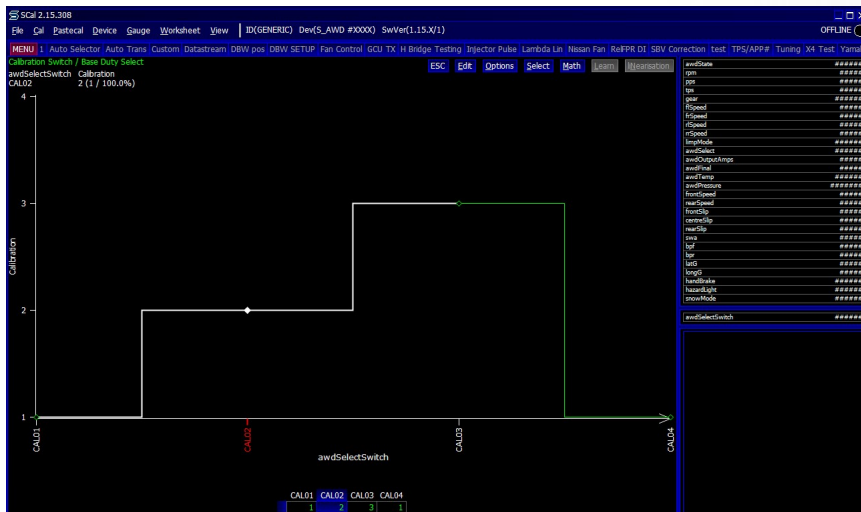 SCal 2.15.308
File Cal Pastecal Device Gauge Worksheet View ID(GENERIC) Dev(S_AWD #XXXX) SwVer(1.15.X/1) OFFLINE
MENU 1 Auto Selector Auto Trans Custom Datastream DBW pos DBW SETUP Fan Control GCU TX H Bridge Testing Injector Pulse Lambda Lin Nissan Fan RelFPR DI SBV Correction test TPS/APP# Tuning X4 Test Yama
Calibration Switch / Base Duty Select
ESC Edit Options Select Math Learn liNearisation
awdSelectSwitch Calibration
CAL02 2 (1 / 100.0%)
4
3
2
1
Calibration
CAL01 CAL02 CAL03 CAL04
awdSelectSwitch
CAL01 CAL02 CAL03 CAL04
1 2 3 1
awdState ######
rpm #####
pps #####
tps #####
gear ######
flSpeed #####
frSpeed #####
rlSpeed #####
rrSpeed #####
limpMode ######
awdSelect ######
awdOutputAmps #####
awdFinal #####
awdTemp ######
awdPressure #######
frontSpeed #####
rearSpeed #####
frontSlip #####
centreSlip #####
rearSlip #####
swa ######
bpf #####
bpr #####
latG #####
longG #####
handBrake ######
hazardLight ######
snowMode ######
awdSelectSwitch ######